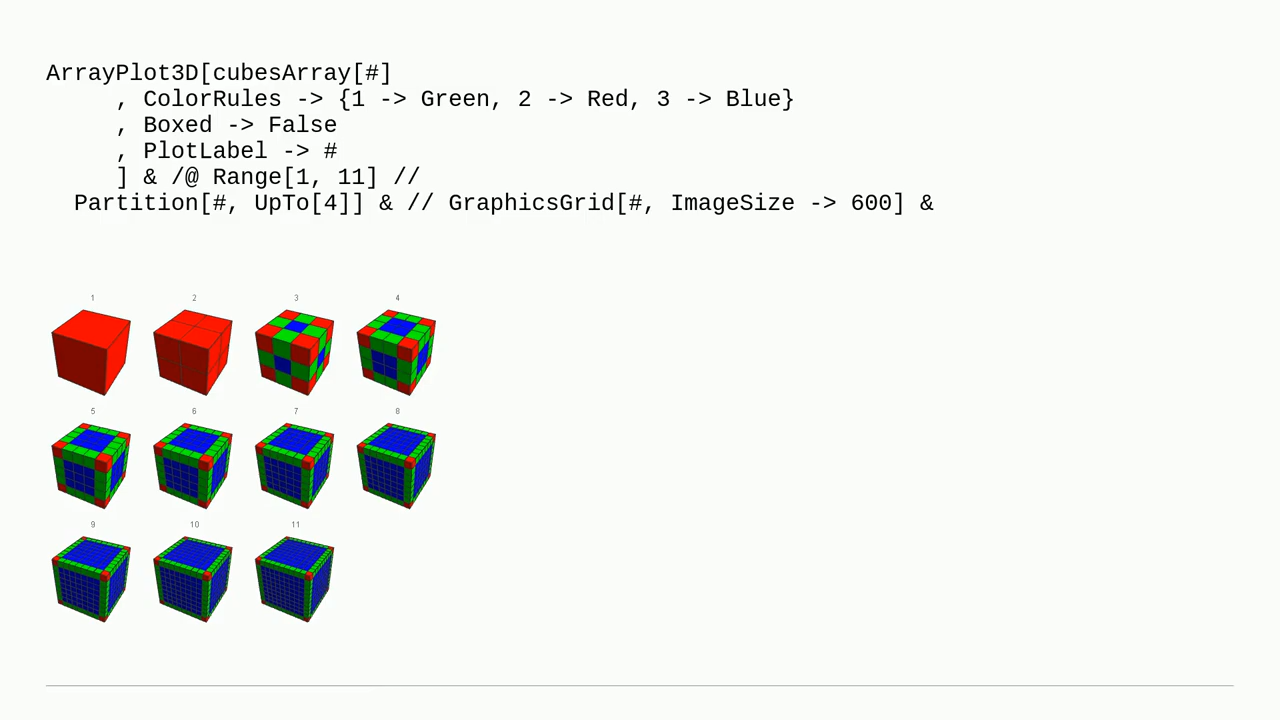 ArrayPlot3D[cubesArray[#]
, ColorRules -> {1 -> Green, 2 -> Red, 3 -> Blue}
, Boxed -> False
, PlotLabel -> #
] & /@ Range[1, 11] //
Partition[#, UpTo[4]] & // GraphicsGrid[#, ImageSize -> 600] &
1 2 3 4
5 6 7 8
9 10 11